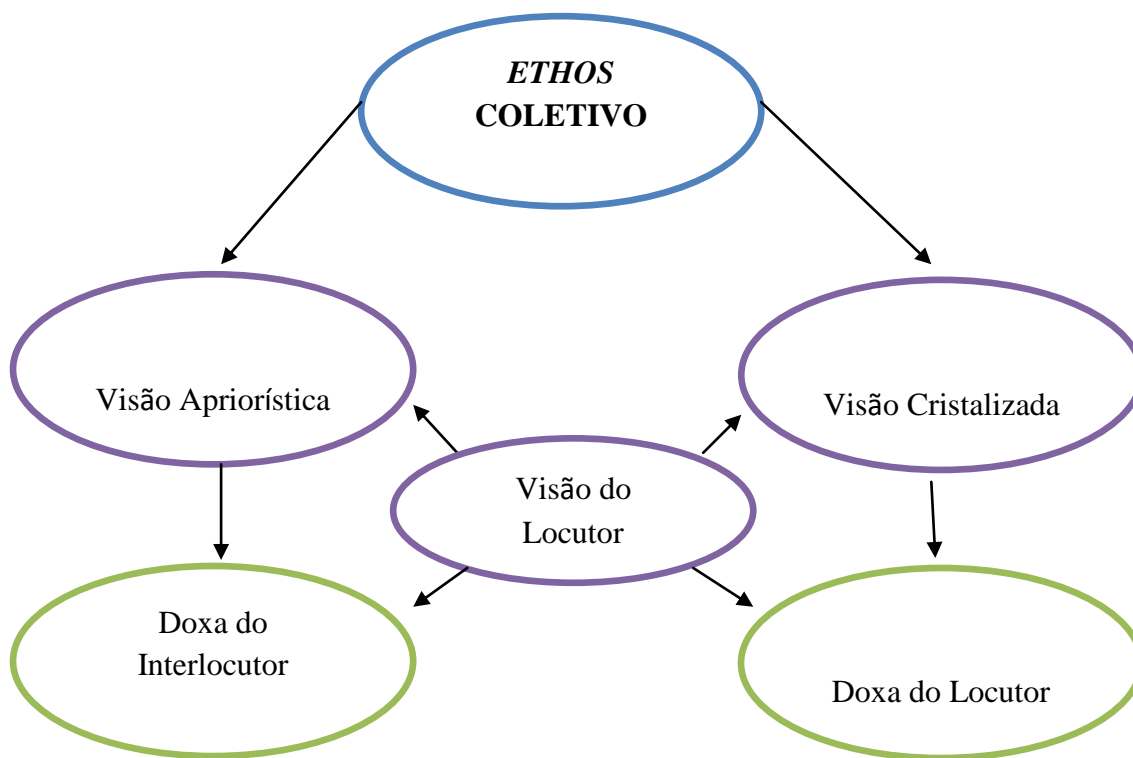 ETHOS
COLETIVO
Visão Apriorística
Visão Cristalizada
Visão do
Locutor
Doxa do
Interlocutor
Doxa do Locutor